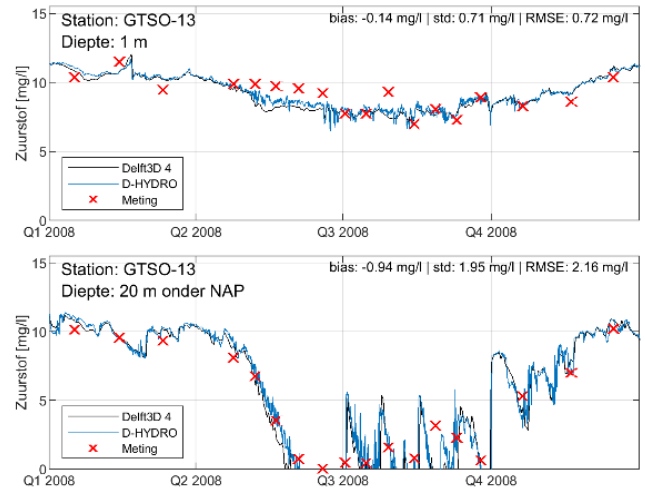 Station: GTSO-13
bias: -0.14 mg/l | std: 0.71 mg/l | RMSE: 0.72 mg/l
Diepte: 1 m
Zuurstof [mg/l]
15
10
5
0
Delft3D 4
D-HYDRO
Meting
Q1 2008
Q2 2008
Q3 2008
Q4 2008
Station: GTSO-13
bias: -0.94 mg/l | std: 1.95 mg/l | RMSE: 2.16 mg/l
Diepte: 20 m onder NAP
Zuurstof [mg/l]
15
10
5
0
Delft3D 4
D-HYDRO
Meting
Q1 2008
Q2 2008
Q3 2008
Q4 2008